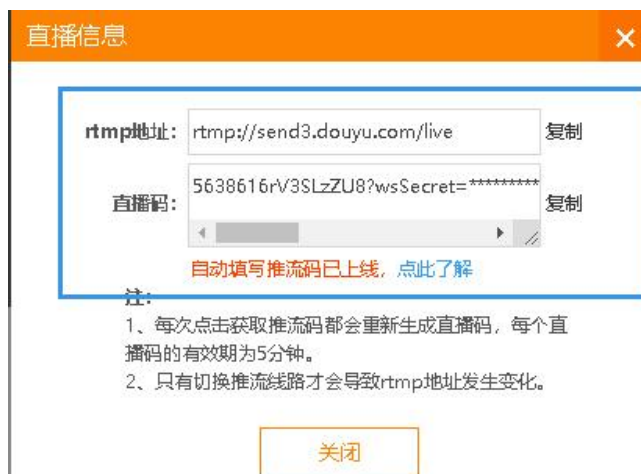 直播信息
rtmp地址: rtmp://send3.douyu.com/live 复制
直播码: 5638616rV3SLzZU8?wsSecret=********* 复制
自动填写推流码已上线，点此了解
注:
1、每次点击获取推流码都会重新生成直播码，每个直
播码的有效期为5分钟。
2、只有切换推流线路才会导致rtmp地址发生变化。
关闭